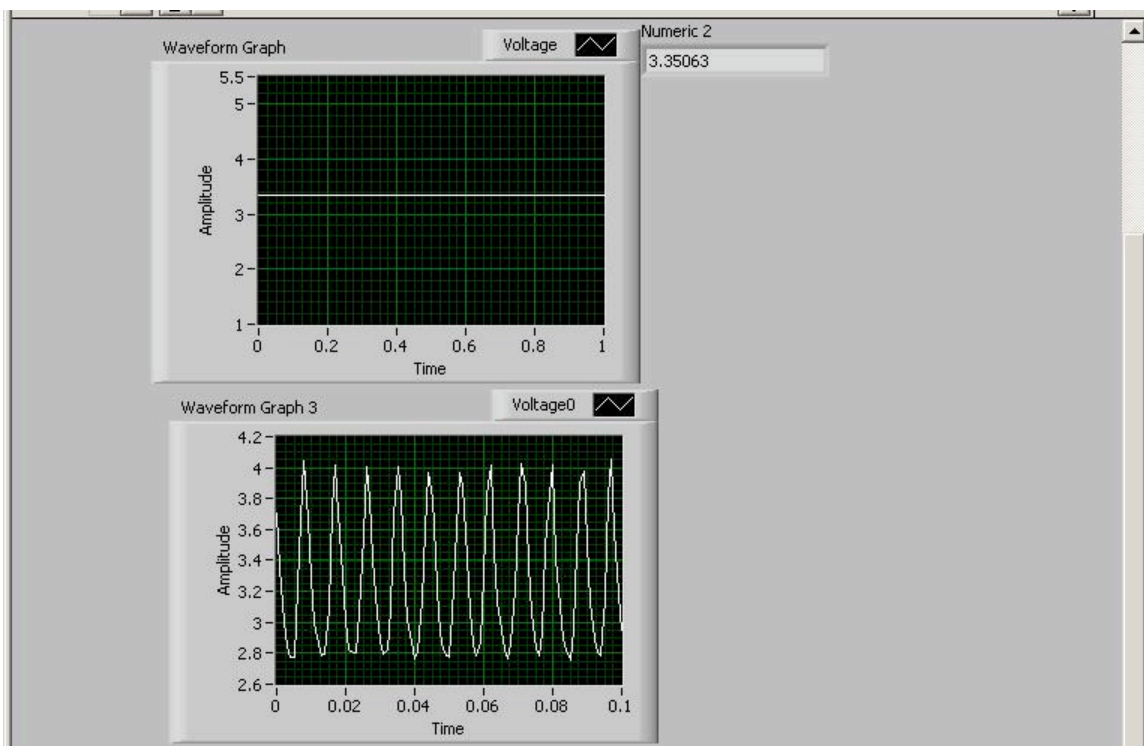 Waveform Graph
Voltage
Numeric 2
3.35063
5.5
5
4
3
2
1
Amplitude
0 0.2 0.4 0.6 0.8 1
Time
Waveform Graph 3
Voltage0
4.2
4
3.8
3.6
3.4
3.2
3
2.8
2.6
Amplitude
0 0.02 0.04 0.06 0.08 0.1
Time